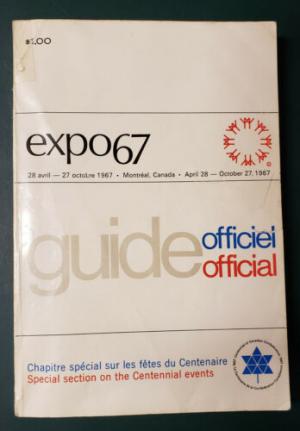 $1.00
expo67
®
28 avril — 27 octobre 1967 • Montréal, Canada • April 28 — October 27, 1967
guide officiel
official
Chapitre spécial sur les fêtes du Centenaire
Special section on the Centennial events